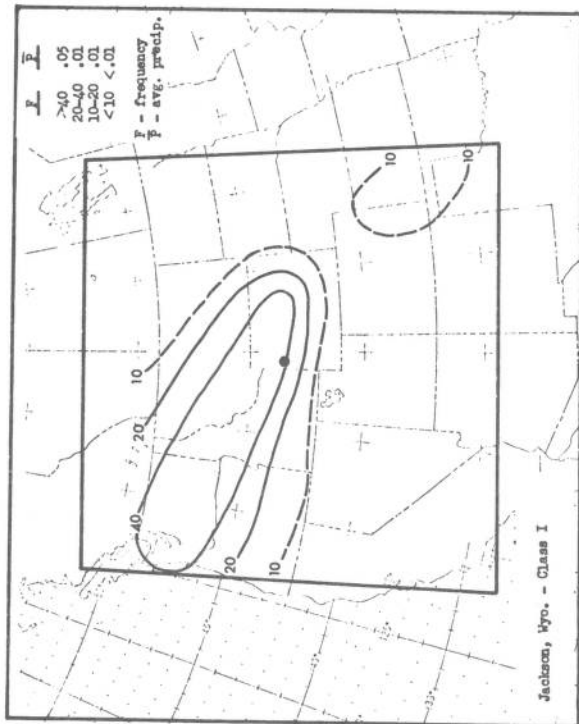 F P̄
>40 .05
20-40 .01
10-20 .01
<10 <.01
F - frequency
P̄ - avg. precip.
40
20
10
20
10
10
10
Jackson, Wyo. - Class I